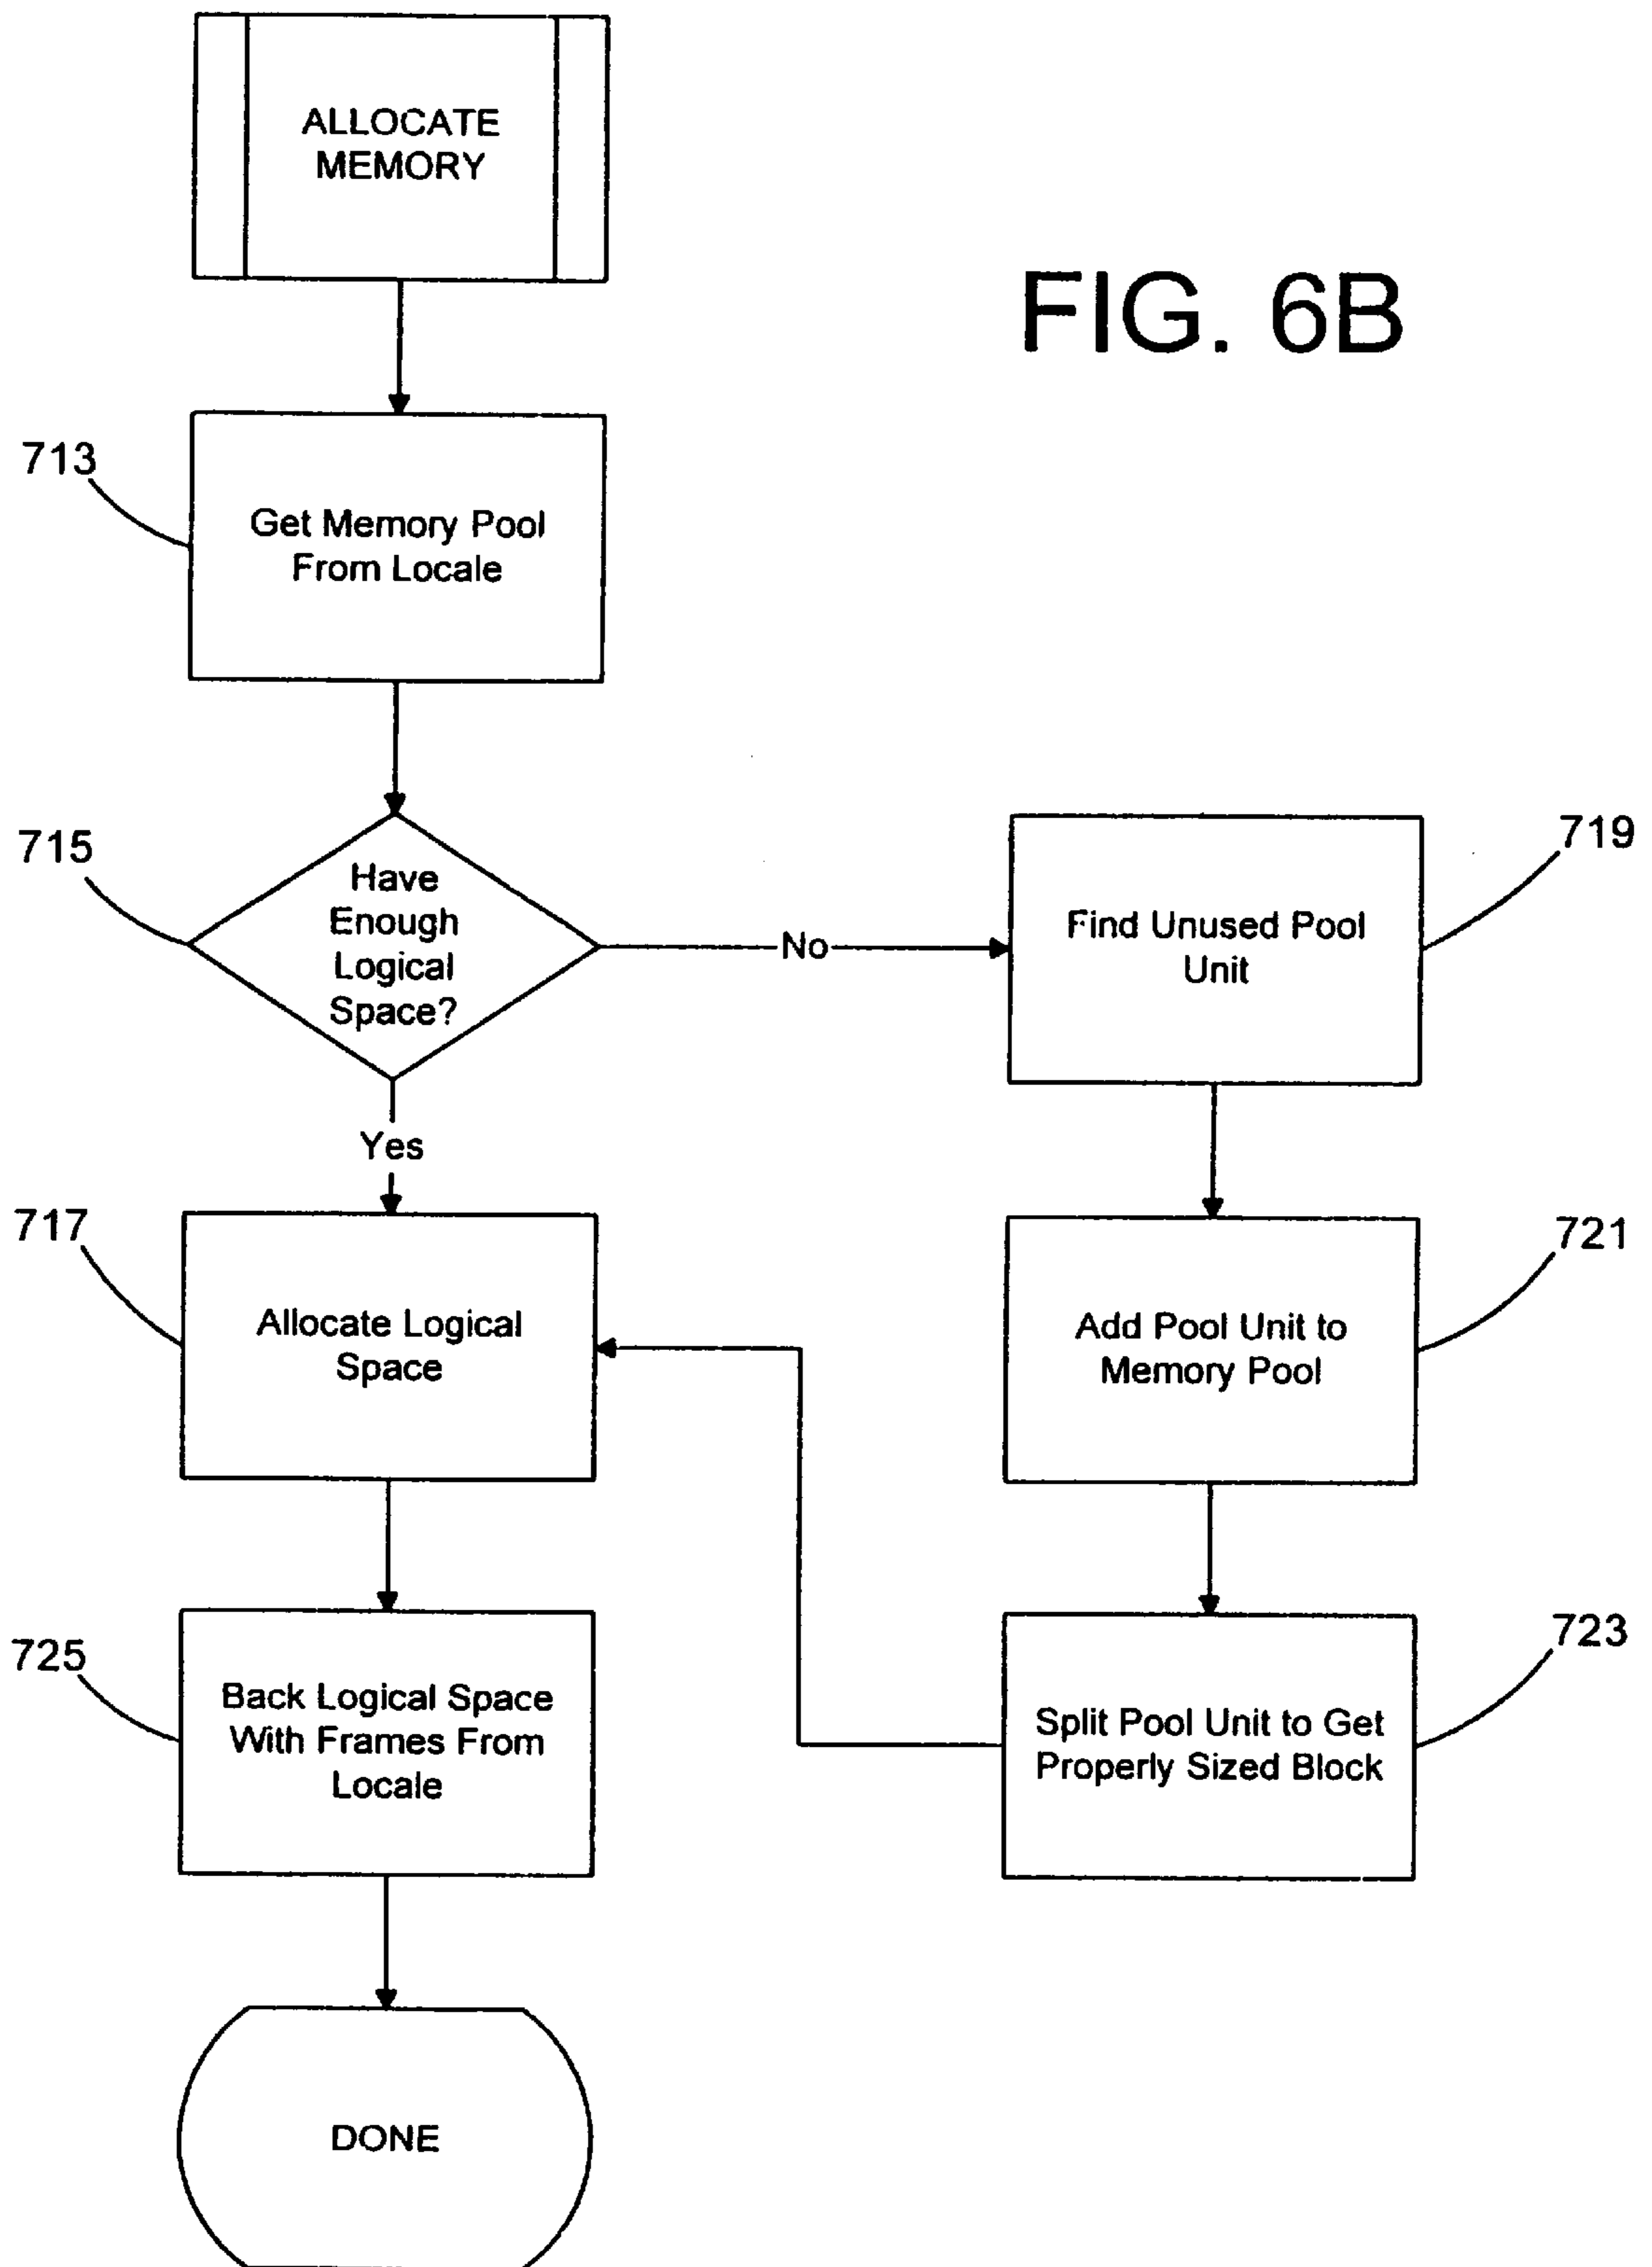 ALLOCATE
MEMORY
FIG. 6B
713
Get Memory Pool
From Locale
715
Have
Enough
Logical
Space?
No
719
Find Unused Pool
Unit
Yes
717
Allocate Logical
Space
721
Add Pool Unit to
Memory Pool
725
Back Logical Space
With Frames From
Locale
723
Split Pool Unit to Get
Properly Sized Block
DONE